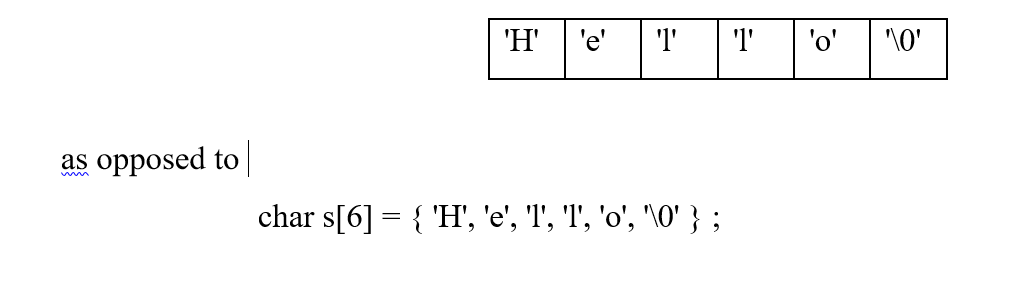 'H' 'e' 'l' 'l' 'o' '\0'
as opposed to
char s[6] = { 'H', 'e', 'l', 'l', 'o', '\0' } ;